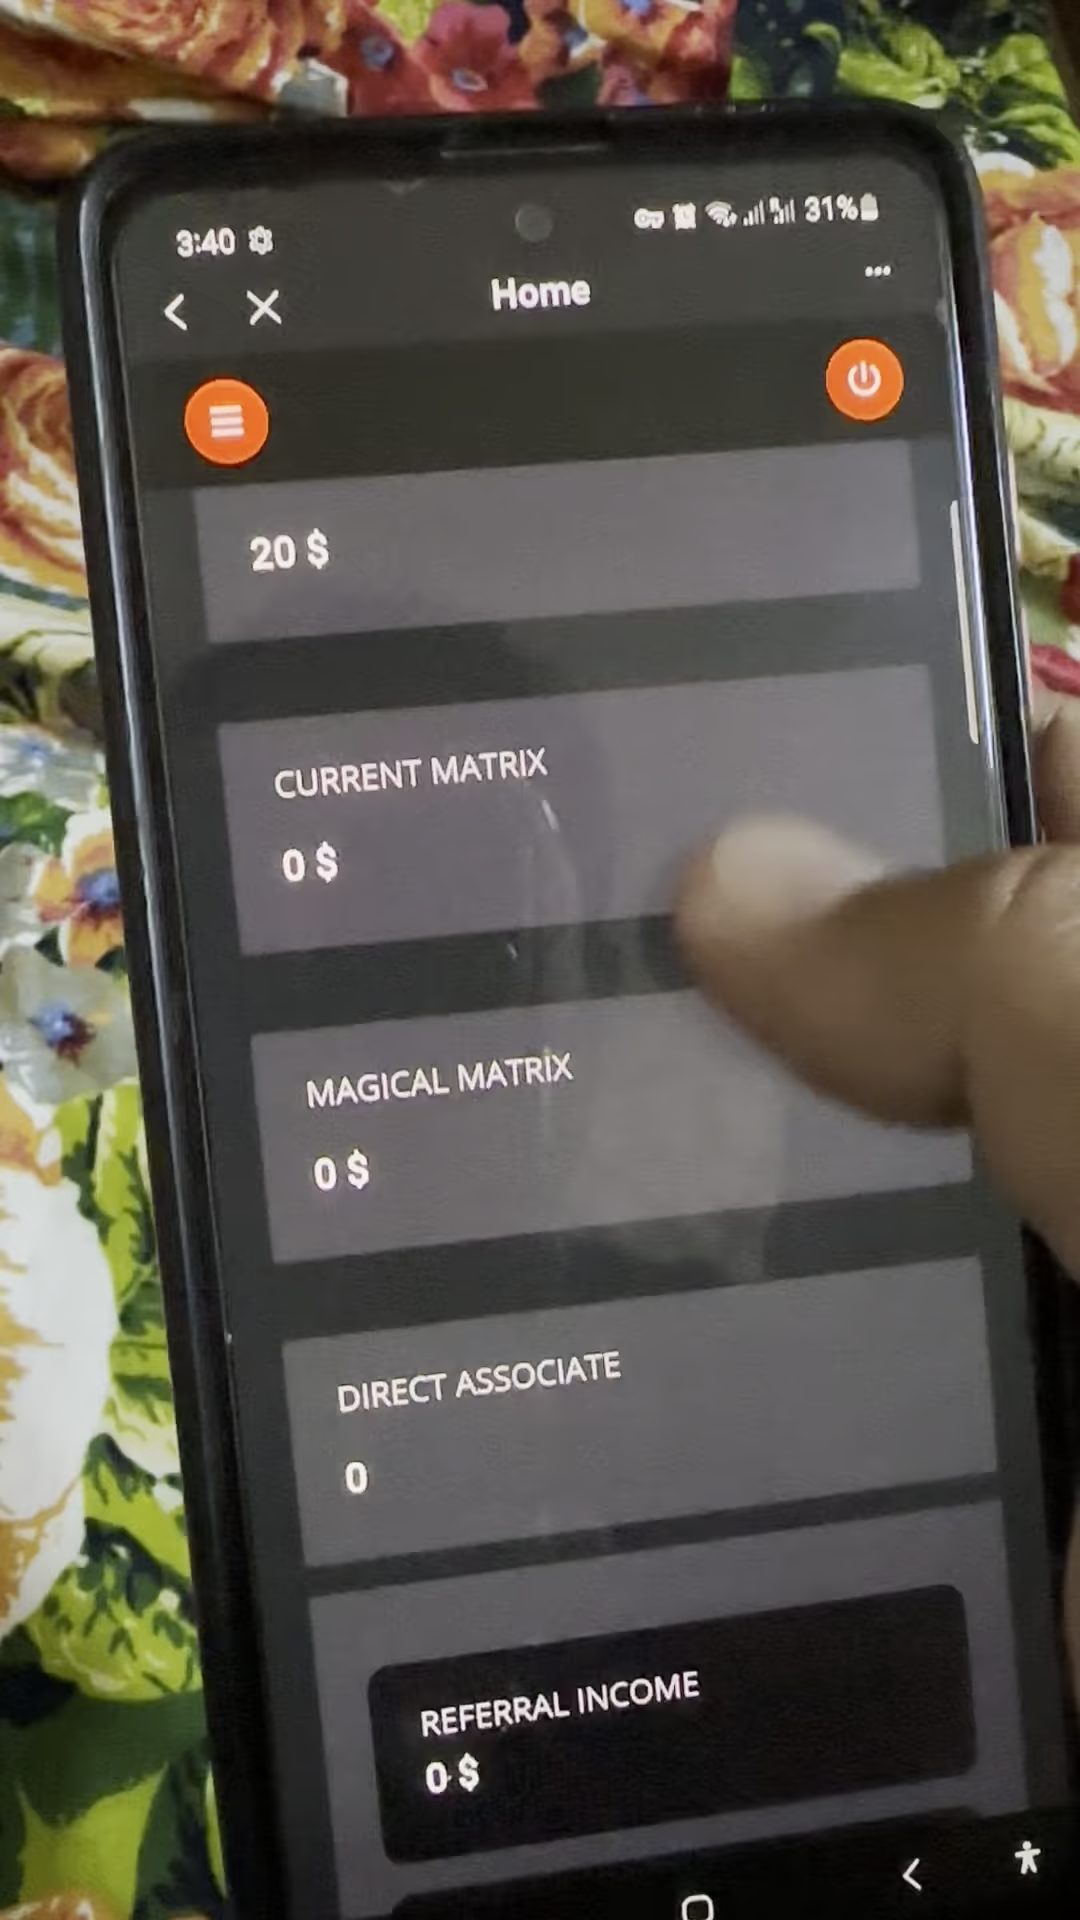 3:40
31%
Home
20 $
CURRENT MATRIX
0 $
MAGICAL MATRIX
0 $
DIRECT ASSOCIATE
0
REFERRAL INCOME
0 $